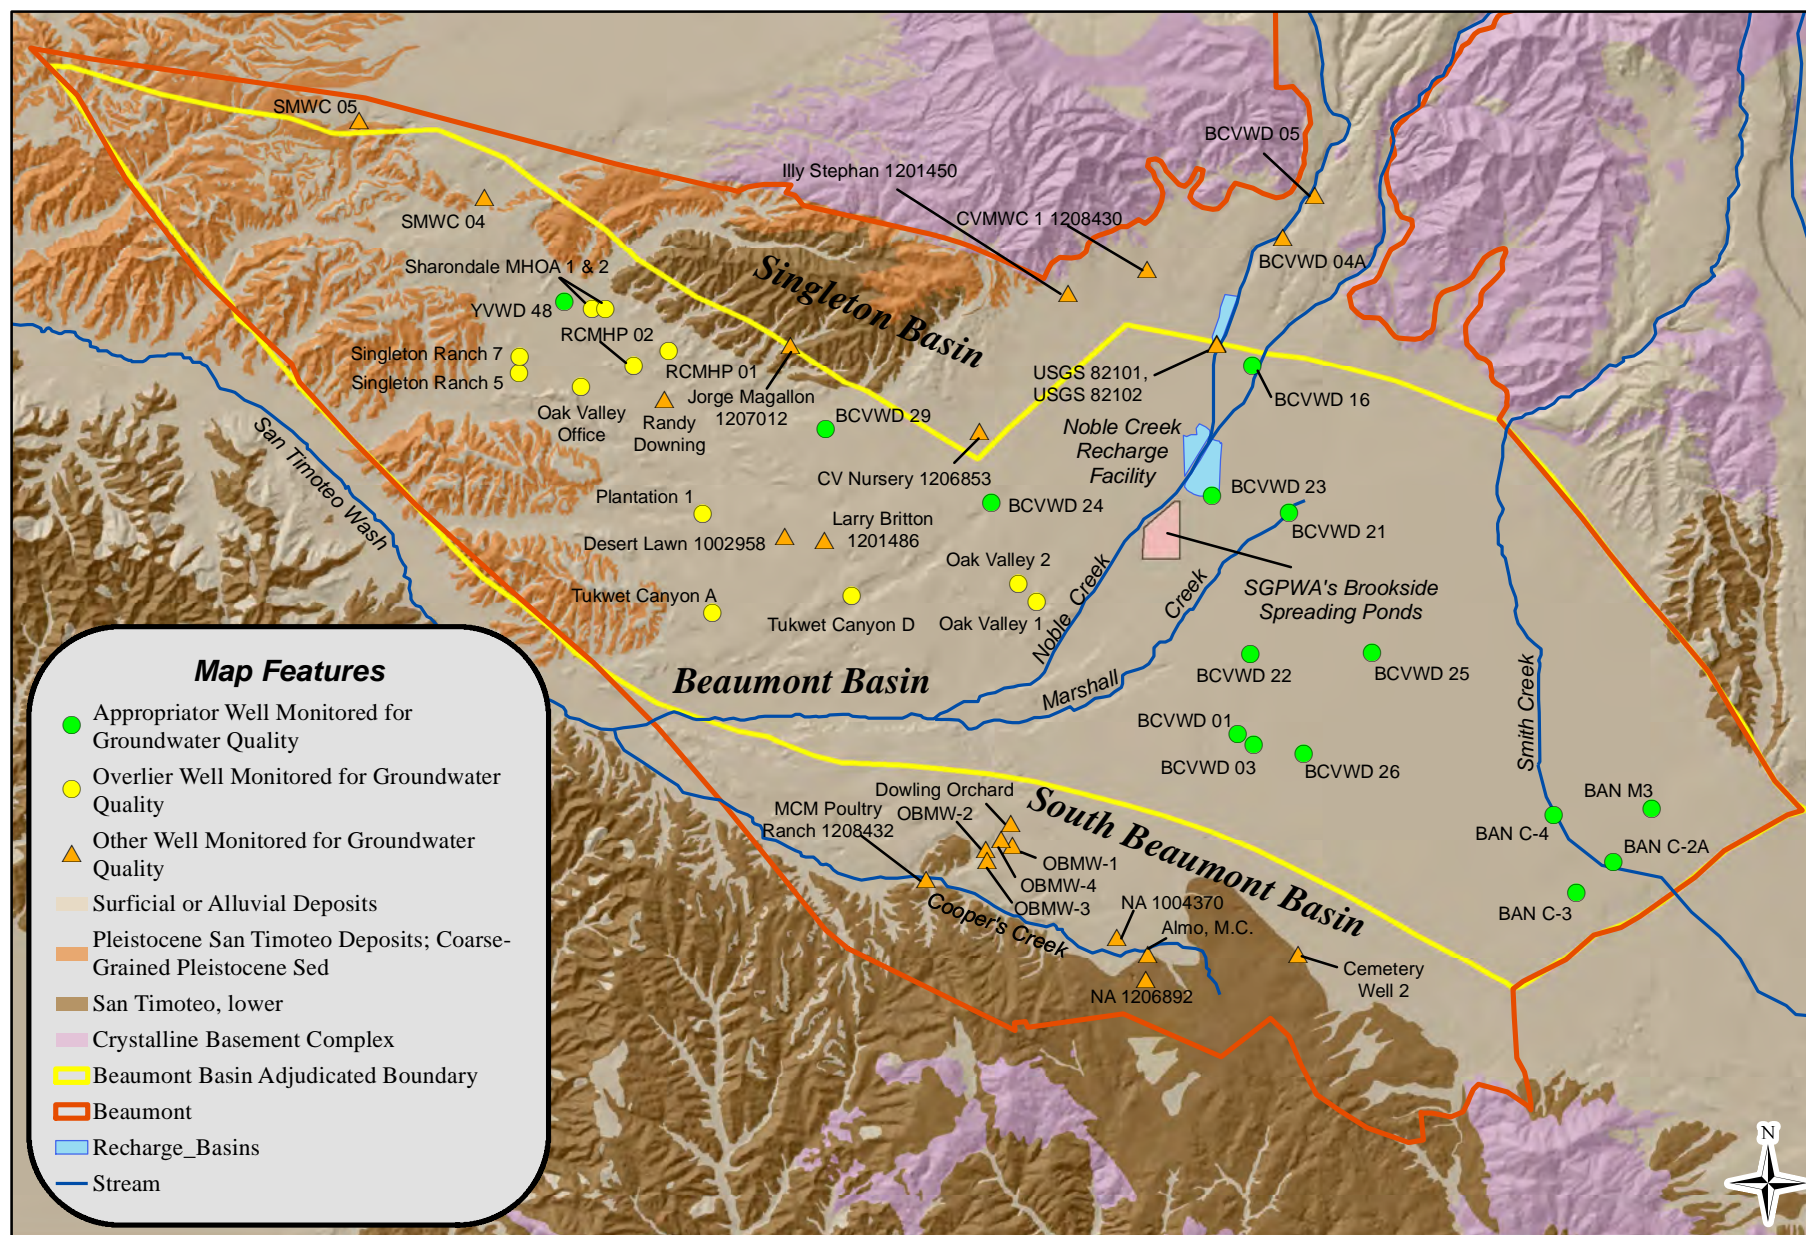 SMWC 05
BCVWD 05
Illy Stephan 1201450
CVMWC 1 1208430
SMWC 04
BCVWD 04A
Sharondale MHOA 1 & 2
Singleton Basin
YVWD 48
RCMHP 02
Singleton Ranch 7
Singleton Ranch 5
RCMHP 01
USGS 82101,
USGS 82102
Jorge Magallon
1207012
BCVWD 16
Oak Valley
Office
Randy
Downing
BCVWD 29
Noble Creek
Recharge
Facility
San Timoteo Wash
CV Nursery 1206853
BCVWD 23
Plantation 1
BCVWD 24
Larry Britton
1201486
BCVWD 21
Desert Lawn 1002958
Oak Valley 2
SGPWA's Brookside
Spreading Ponds
Tukwet Canyon A
Tukwet Canyon D
Oak Valley 1
Noble Creek
Marshall Creek
Beaumont Basin
BCVWD 22
BCVWD 25
Smith Creek
BCVWD 01
BCVWD 03
BCVWD 26
BAN M3
Dowling Orchard
MCM Poultry
Ranch 1208432
OBMW-2
South Beaumont Basin
BAN C-4
BAN C-2A
OBMW-1
OBMW-4
OBMW-3
Cooper's Creek
NA 1004370
Almo, M.C.
BAN C-3
Cemetery
Well 2
NA 1206892
Map Features
Appropriator Well Monitored for
Groundwater Quality
Overlier Well Monitored for Groundwater
Quality
Other Well Monitored for Groundwater
Quality
Surficial or Alluvial Deposits
Pleistocene San Timoteo Deposits; Coarse-
Grained Pleistocene Sed
San Timoteo, lower
Crystalline Basement Complex
Beaumont Basin Adjudicated Boundary
Beaumont
Recharge_Basins
Stream
N